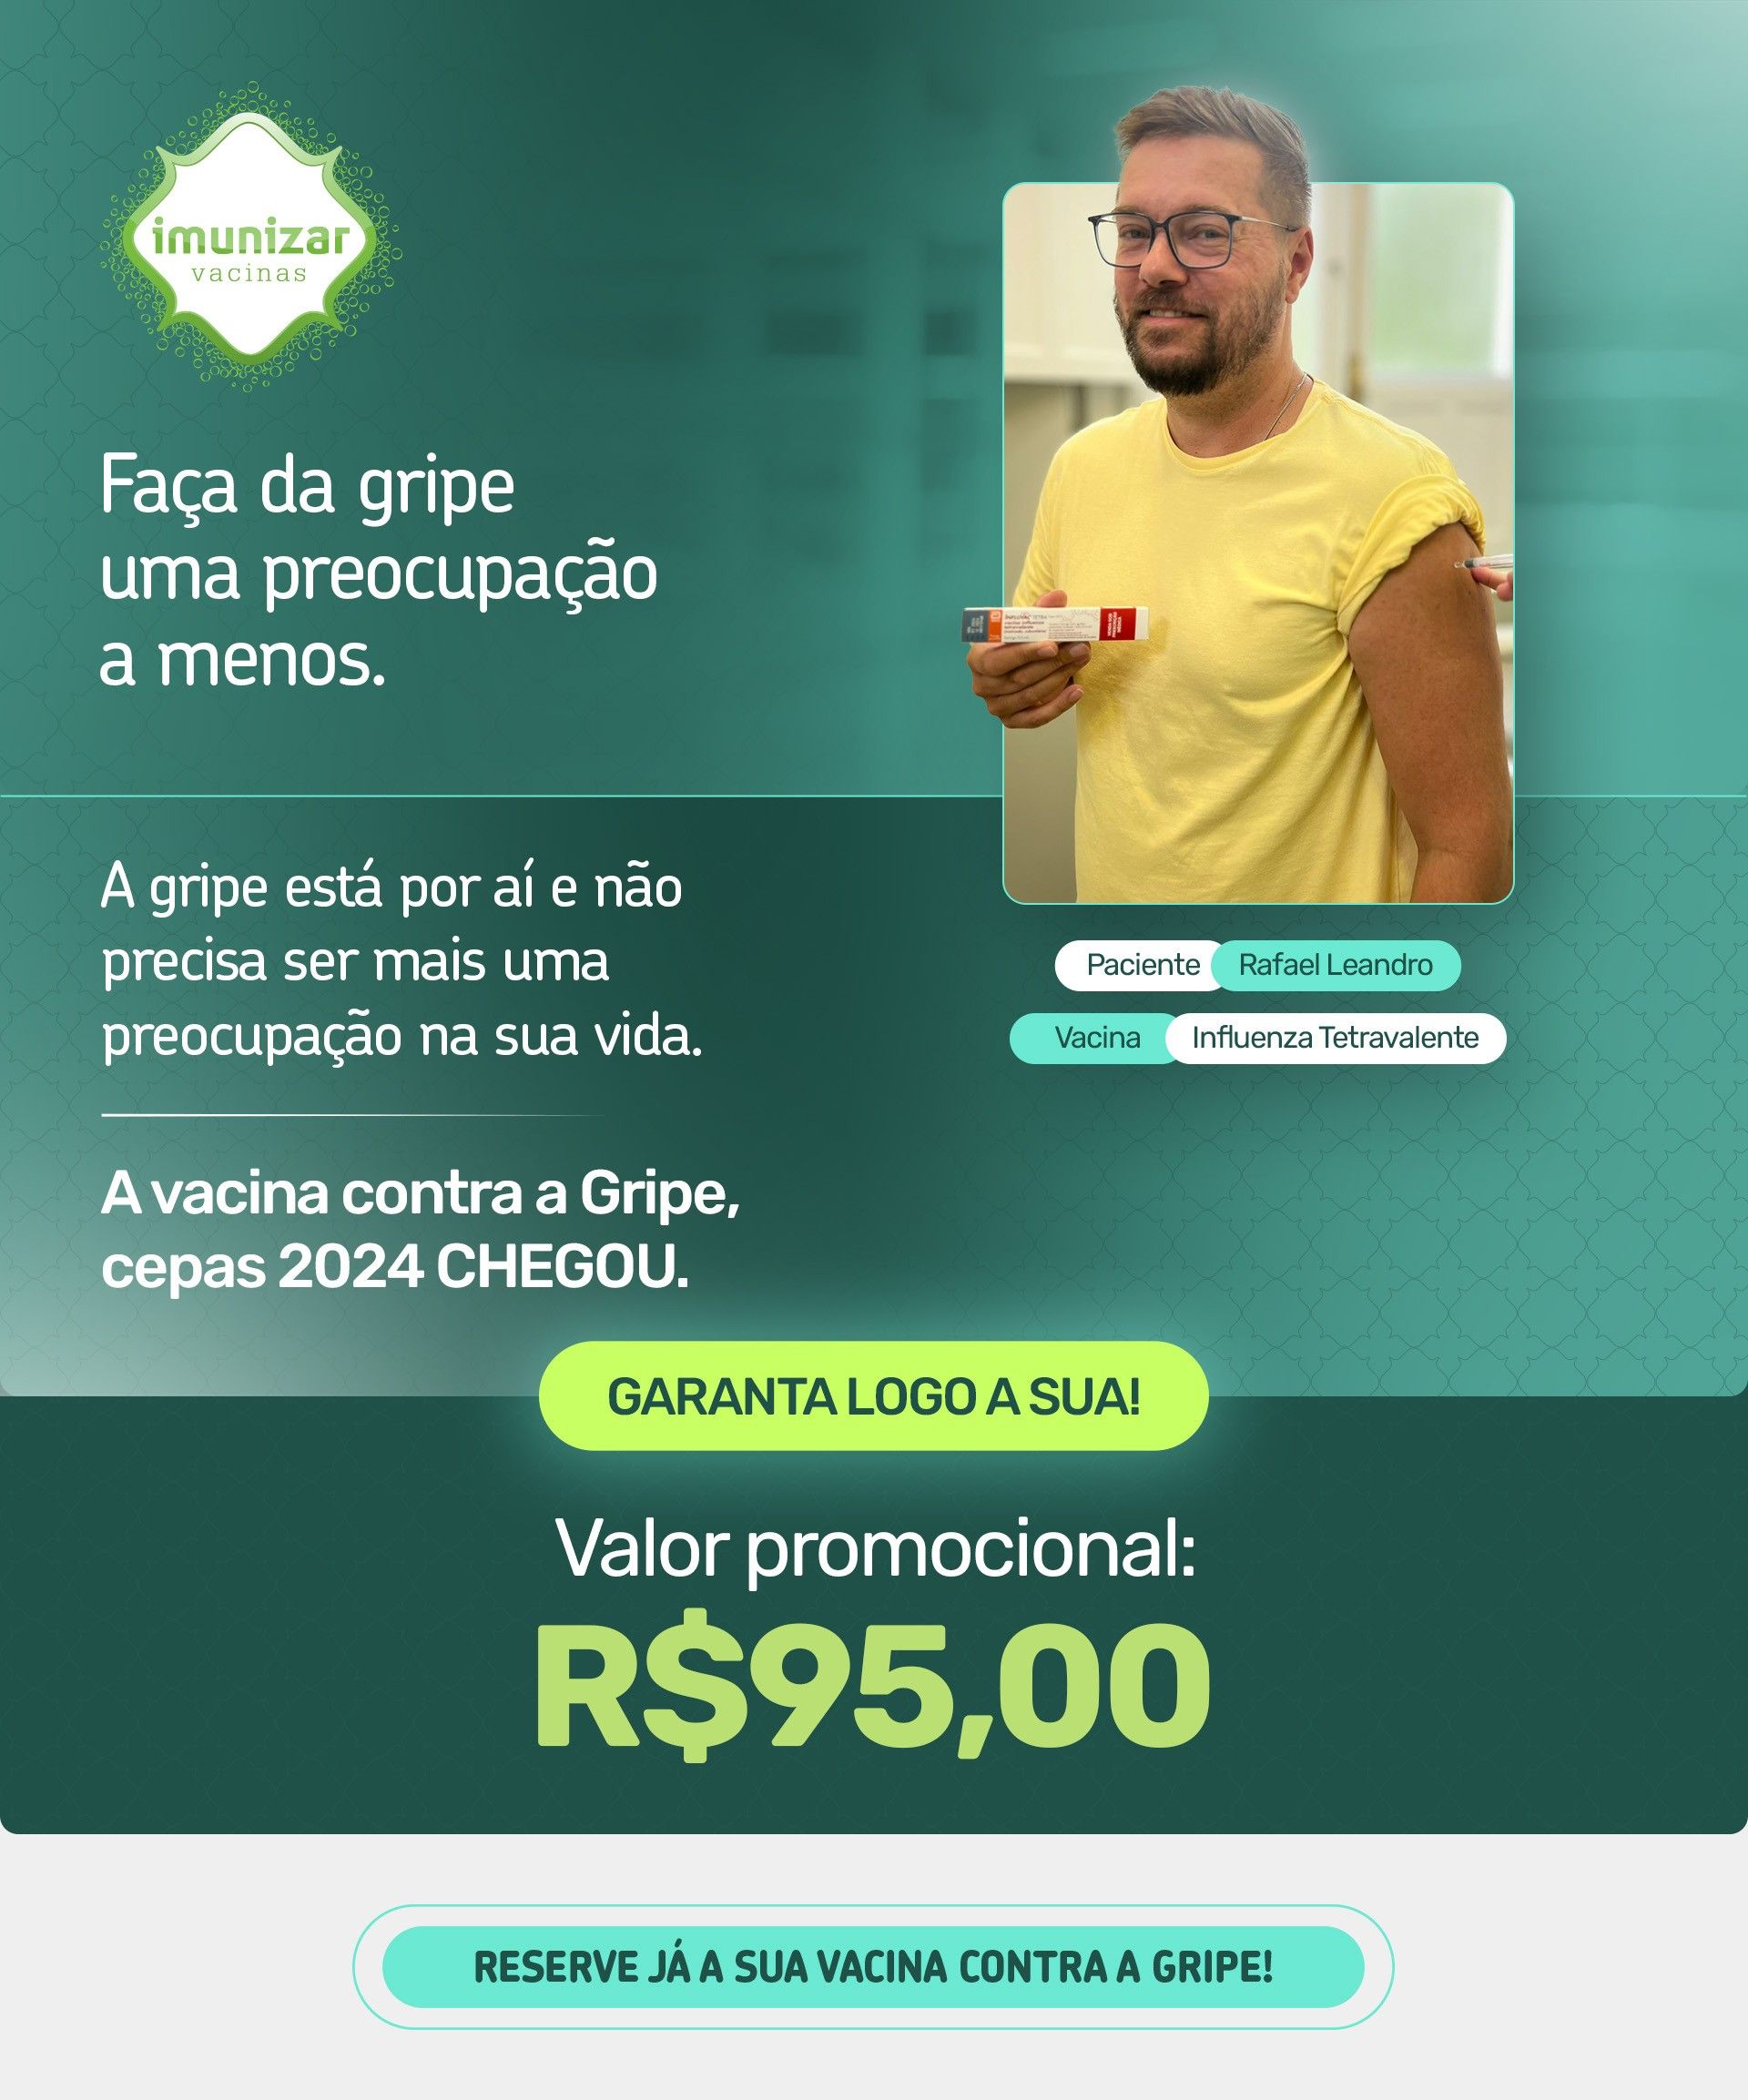 imunizar
vacinas
Faça da gripe
uma preocupação
a menos.
A gripe está por aí e não
precisa ser mais uma
preocupação na sua vida.
Paciente Rafael Leandro
Vacina Influenza Tetravalente
A vacina contra a Gripe,
cepas 2024 CHEGOU.
GARANTA LOGO A SUA!
Valor promocional:
R$95,00
RESERVE JÁ A SUA VACINA CONTRA A GRIPE!